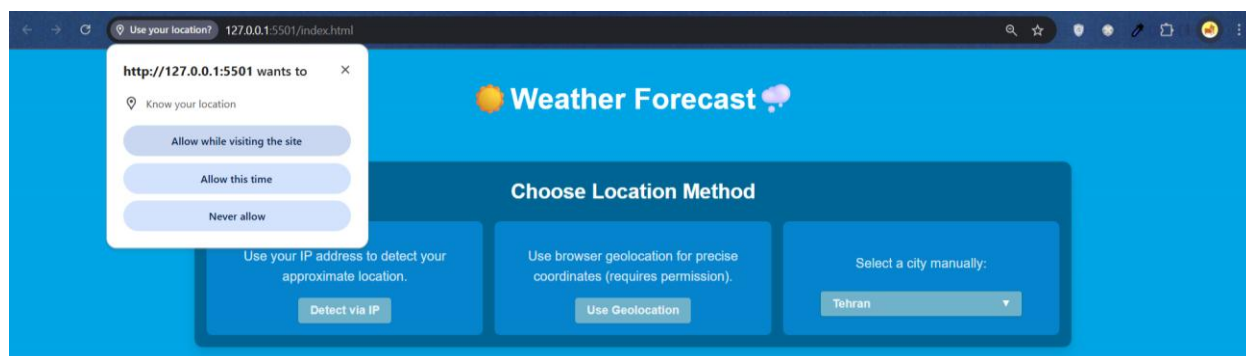 Use your location?
127.0.0.1:5501/index.html
http://127.0.0.1:5501 wants to
Know your location
Allow while visiting the site
Allow this time
Never allow
Weather Forecast
Choose Location Method
Use your IP address to detect your
approximate location.
Detect via IP
Use browser geolocation for precise
coordinates (requires permission).
Use Geolocation
Select a city manually:
Tehran